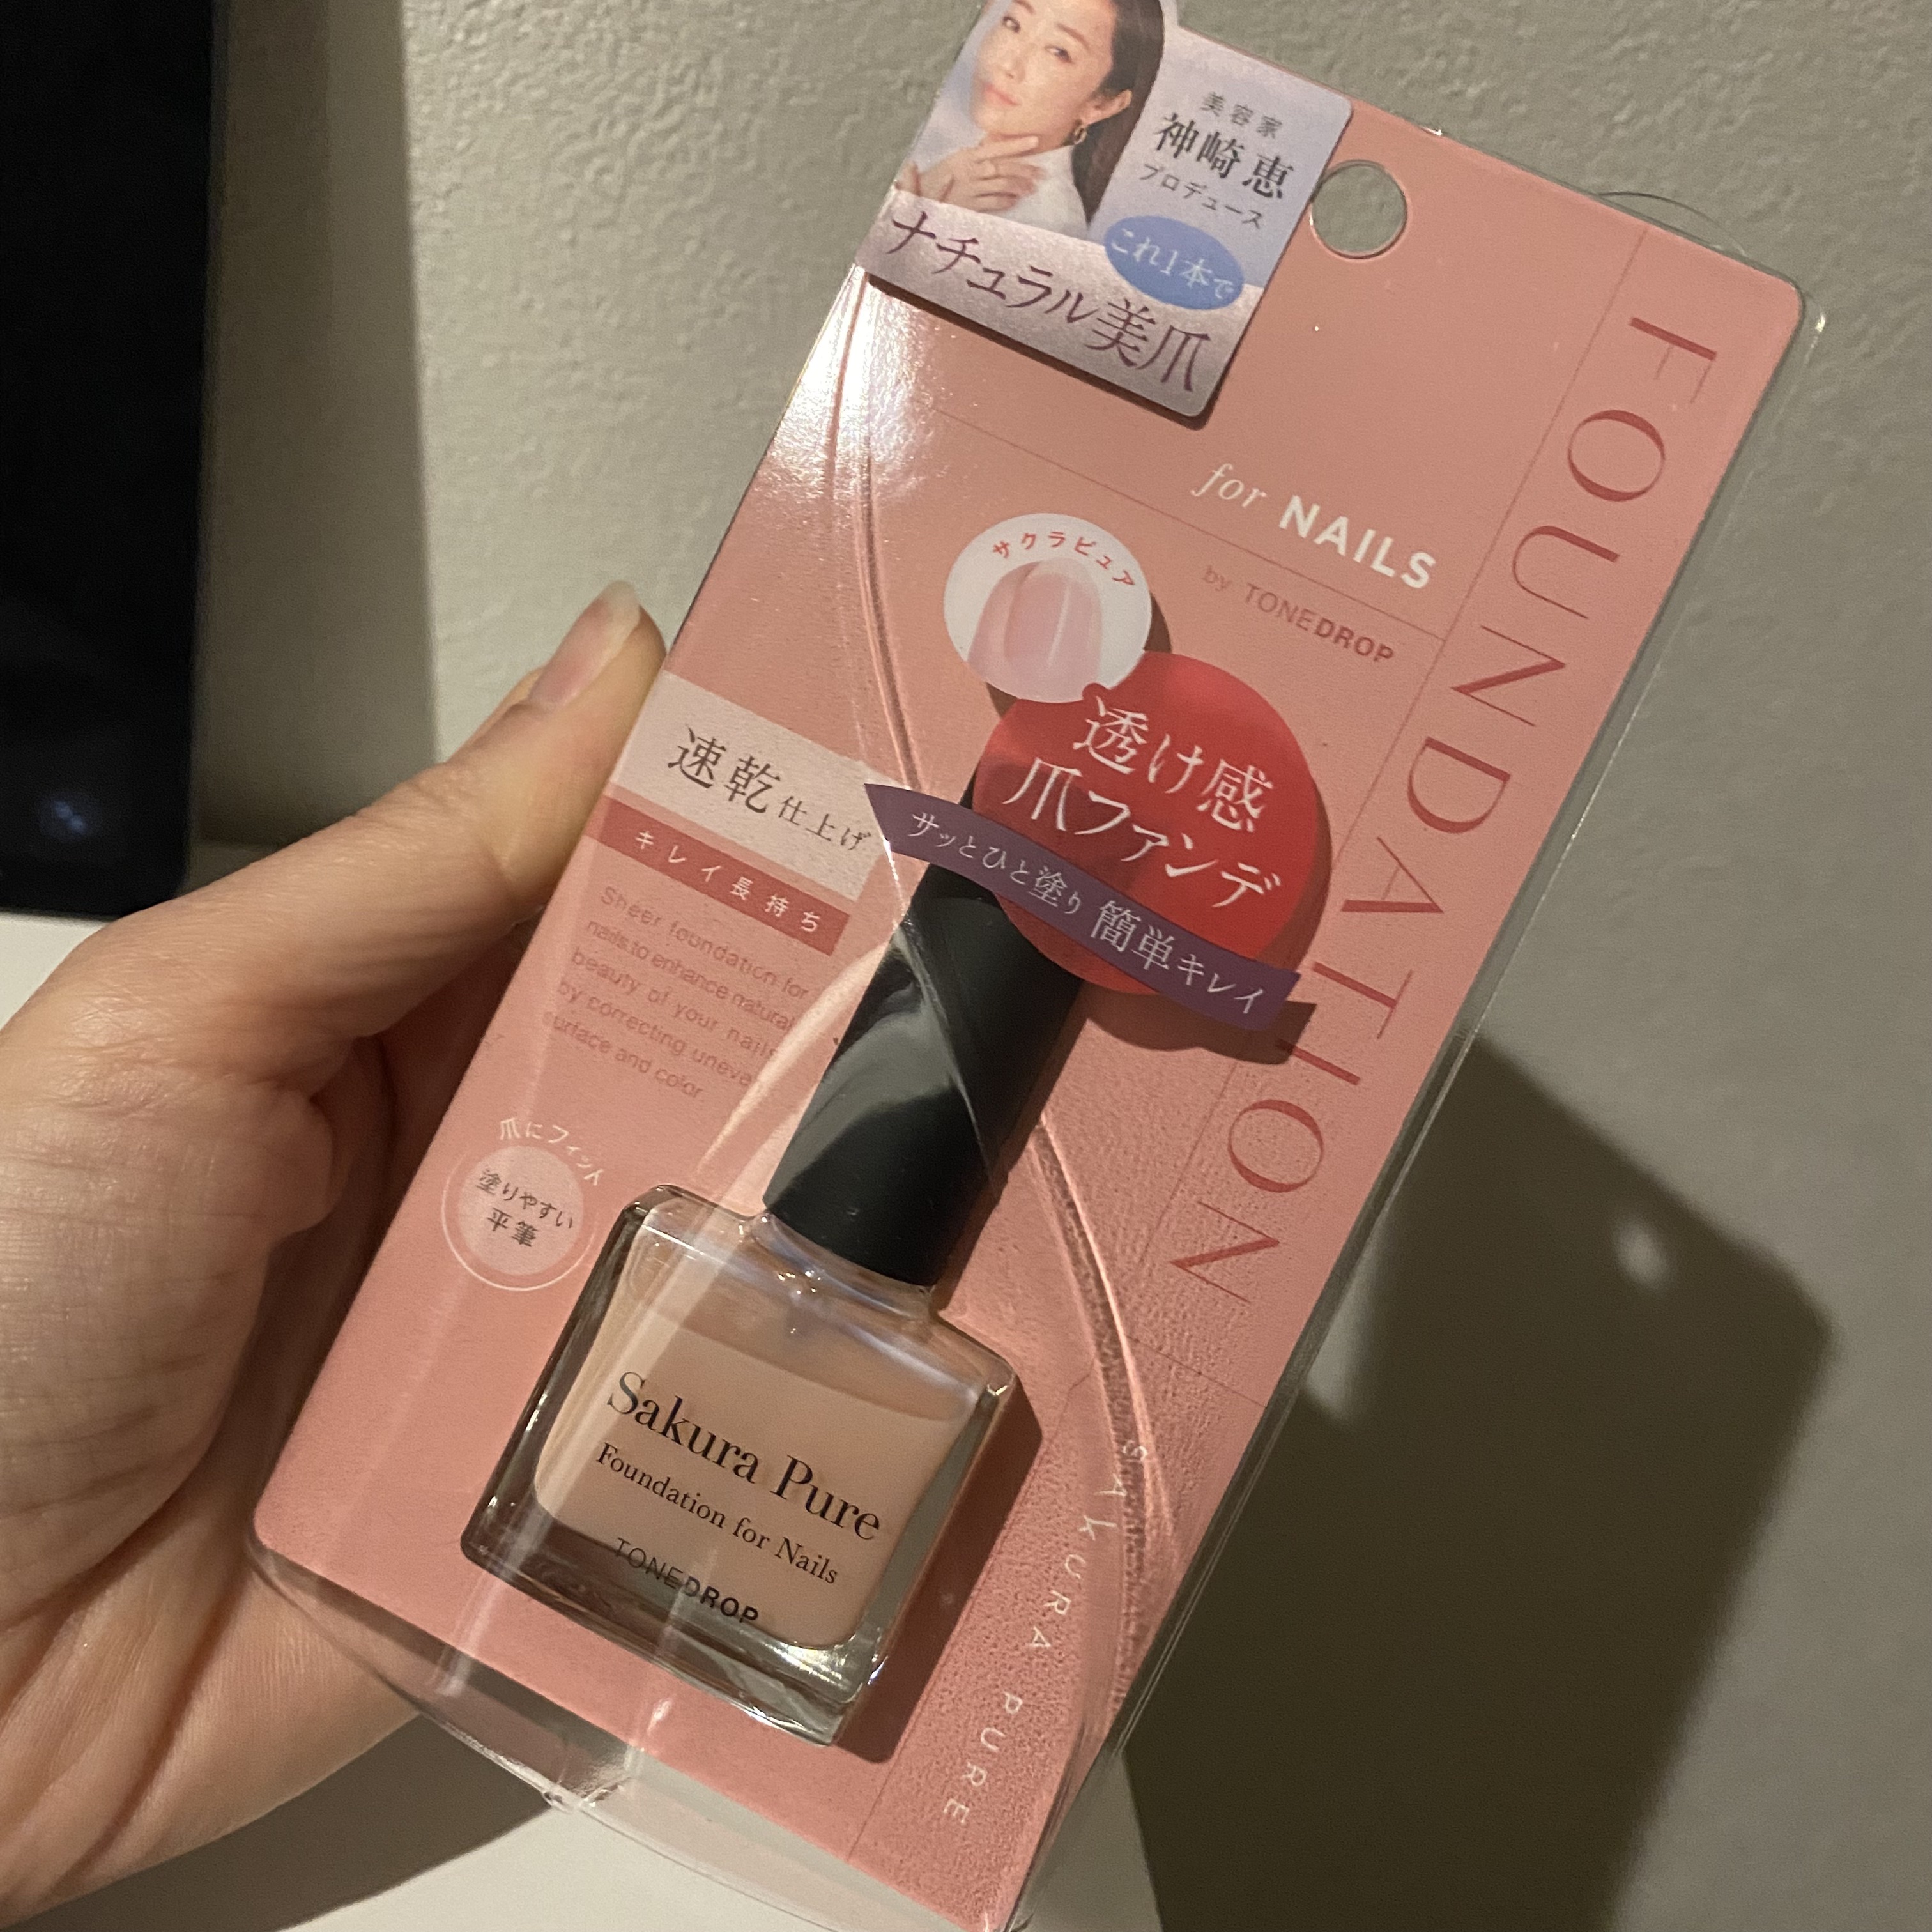 美容家
神崎 恵
プロデュース
これ1本で
ナチュラル美爪
FOUNDATION
for NAILS
by TONEDROP
サクラピュア
透け感
爪ファンデ
サッとひと塗り 簡単キレイ
速乾仕上げ
キレイ長持ち
Sheer foundation for
nails to enhance natural
beauty of your nails
by correcting uneven
surface and color
爪にフィット
塗りやすい
平筆
Sakura Pure
Foundation for Nails
TONEDROP
SAKURA PURE